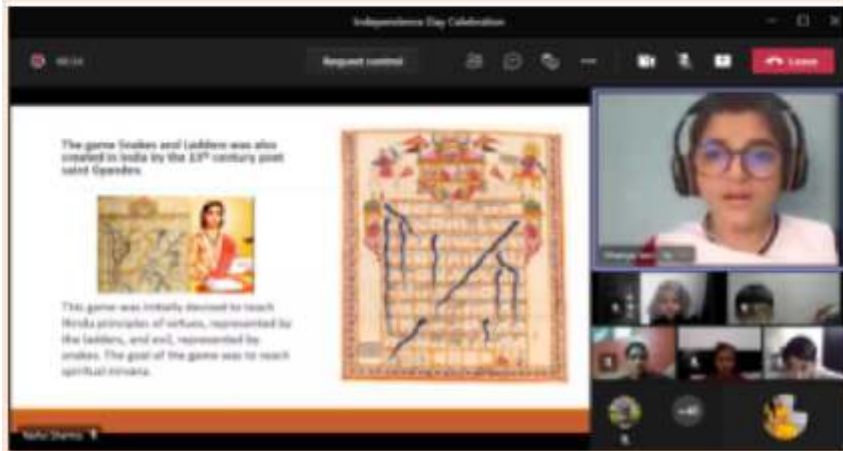 Independence Day Celebration
Request control
Leave
The game Snakes and Ladders was also
created in India by the 13th century poet
saint Gyandev.
This game was initially devised to teach
Hindu principles of virtues, represented by
the ladders, and evil, represented by
snakes. The goal of the game was to reach
spiritual nirvana.
Neha Sharma